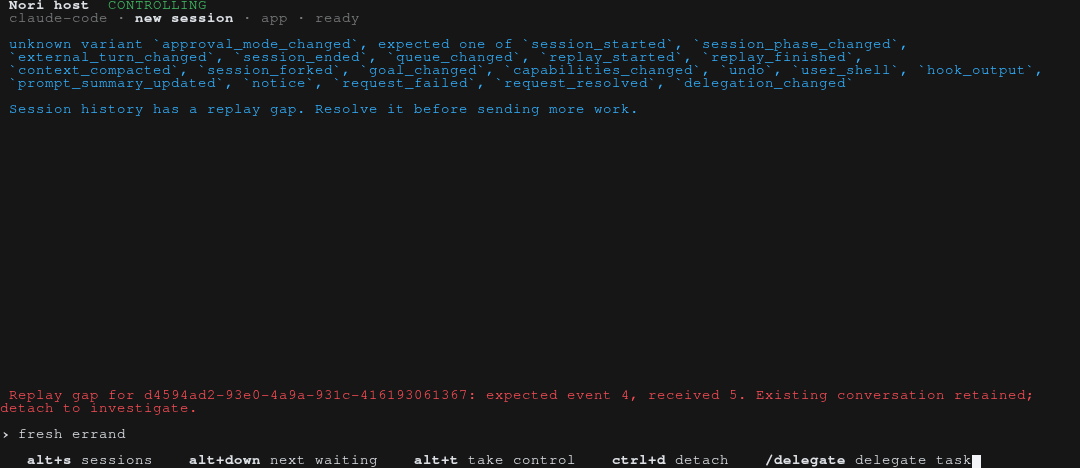 Nori host  CONTROLLING
claude-code · new session · app · ready
unknown variant `approval_mode_changed`, expected one of `session_started`, `session_phase_changed`,
`external_turn_changed`, `session_ended`, `queue_changed`, `replay_started`, `replay_finished`,
`context_compacted`, `session_forked`, `goal_changed`, `capabilities_changed`, `undo`, `user_shell`, `hook_output`,
`prompt_summary_updated`, `notice`, `request_failed`, `request_resolved`, `delegation_changed`
Session history has a replay gap. Resolve it before sending more work.
Replay gap for d4594ad2-93e0-4a9a-931c-416193061367: expected event 4, received 5. Existing conversation retained;
detach to investigate.
› fresh errand
alt+s sessions    alt+down next waiting    alt+t take control    ctrl+d detach    /delegate delegate task